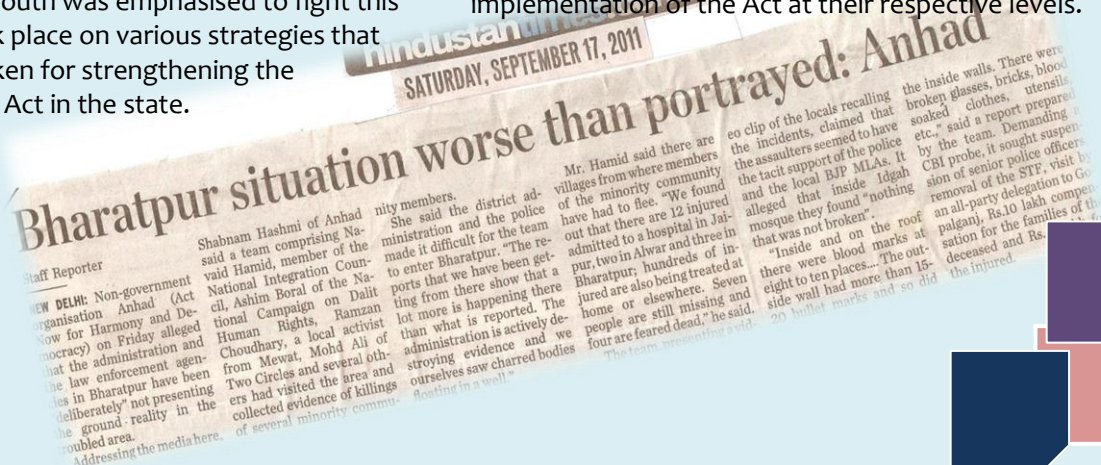 outh was emphasised to fight this
k place on various strategies that
ken for strengthening the
Act in the state.
implementation of the Act at their respective levels.
hindustantimes
SATURDAY, SEPTEMBER 17, 2011
Bharatpur situation worse than portrayed: Anhad
Staff Reporter
NEW DELHI: Non-government
organisation Anhad (Act
Now for Harmony and De-
mocracy) on Friday alleged
that the administration and
the law enforcement agen-
cies in Bharatpur have been
"deliberately" not presenting
the ground reality in the
troubled area.
Addressing the media here,
Shabnam Hashmi of Anhad
said a team comprising Na-
vaid Hamid, member of the
National Integration Coun-
cil, Ashim Boral of the Na-
tional Campaign on Dalit
Human Rights, Ramzan
Choudhary, a local activist
from Mewat, Mohd Ali of
Two Circles and several oth-
ers had visited the area and
collected evidence of killings
of several minority commu-
nity members.
She said the district ad-
ministration and the police
made it difficult for the team
to enter Bharatpur. "The re-
ports that we have been get-
ting from there show that a
lot more is happening there
than what is reported. The
administration is actively de-
stroying evidence and we
ourselves saw charred bodies
floating in a well."
Mr. Hamid said there are
villages from where members
of the minority community
have had to flee. "We found
out that there are 12 injured
admitted to a hospital in Jai-
pur, two in Alwar and three in
Bharatpur; hundreds of in-
jured are also being treated at
home or elsewhere. Seven
people are still missing and
four are feared dead," he said.
The team, presenting a vid-
eo clip of the locals recalling
the incidents, claimed that
the assaulters seemed to have
the tacit support of the police
and the local BJP MLAs. It
alleged that inside Idgah
mosque they found "nothing
that was not broken".
"Inside and on the roof
there were blood marks at
eight to ten places.... The out-
side wall had more than 15-
20 bullet marks and so did
the inside walls. There were
broken glasses, bricks, blood
soaked clothes, utensils
etc.," said a report prepared
by the team. Demanding a
CBI probe, it sought suspen-
sion of senior police officers,
removal of the STF, visit by
an all-party delegation to Go-
palganj, Rs.10 lakh compen-
sation for the families of the
deceased and Rs.
the injured.